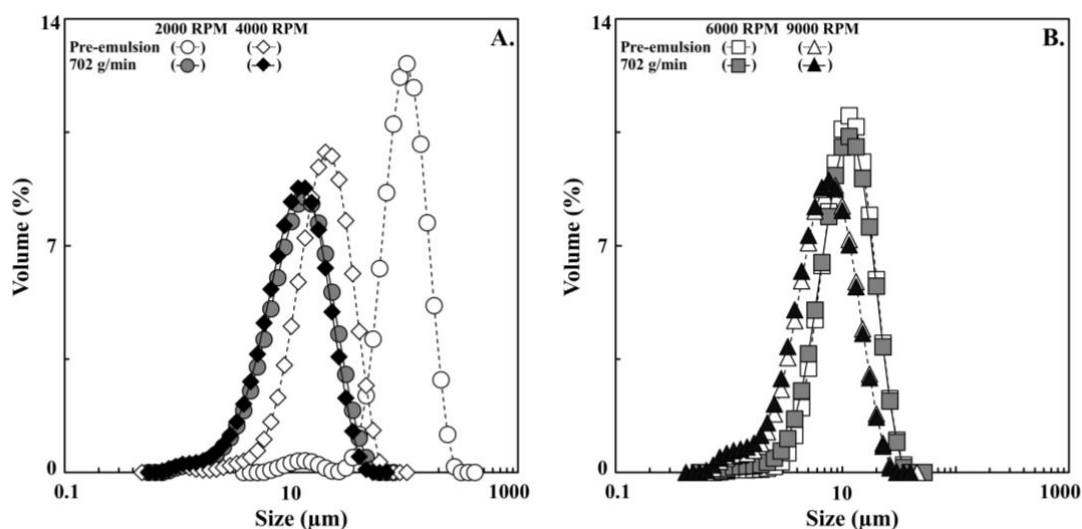 14
2000 RPM 4000 RPM
A.
Pre-emulsion (-○-) (-◇-)
702 g/min (-●-) (-◆-)
Volume (%)
7
0
0.1 10 1000
Size (µm)
14
6000 RPM 9000 RPM
B.
Pre-emulsion (-□-) (-△-)
702 g/min (-■-) (-▲-)
Volume (%)
7
0
0.1 10 1000
Size (µm)